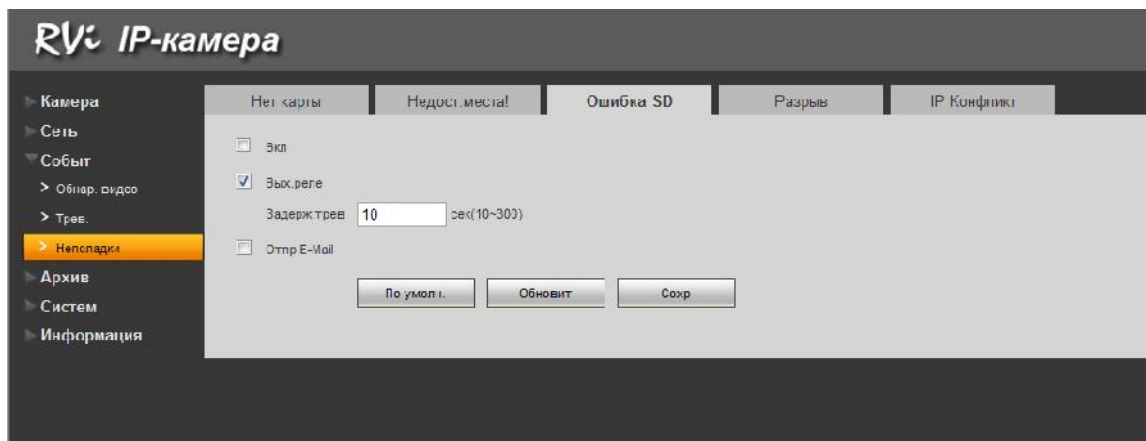 RVi IP-камера
Камера
Сеть
Событ
> Обнар. видео
> Трев.
> Неполадки
Архив
Систем
Информация
Нет карты
Недост.места!
Ошибка SD
Разрыв
IP Конфликт
Вкл
Вых.реле
Задерж трев 10 сек(10~300)
Отпр E-Mail
По умолч.
Обновит
Сохр